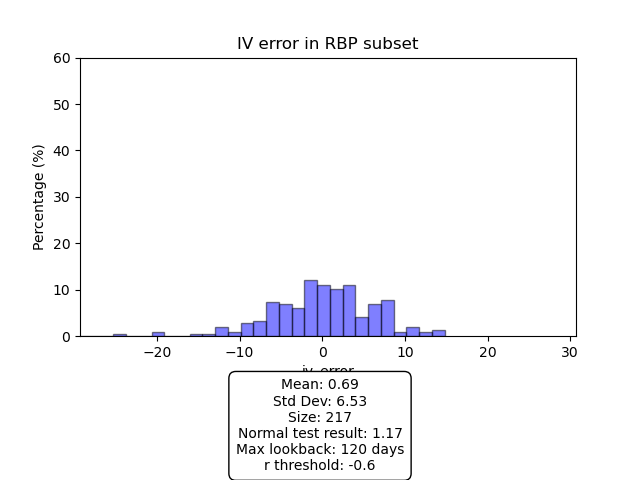 IV error in RBP subset
60
50
40
30
20
10
0
Percentage (%)
−20 −10 0 10 20 30
iv_error
Mean: 0.69
Std Dev: 6.53
Size: 217
Normal test result: 1.17
Max lookback: 120 days
r threshold: -0.6